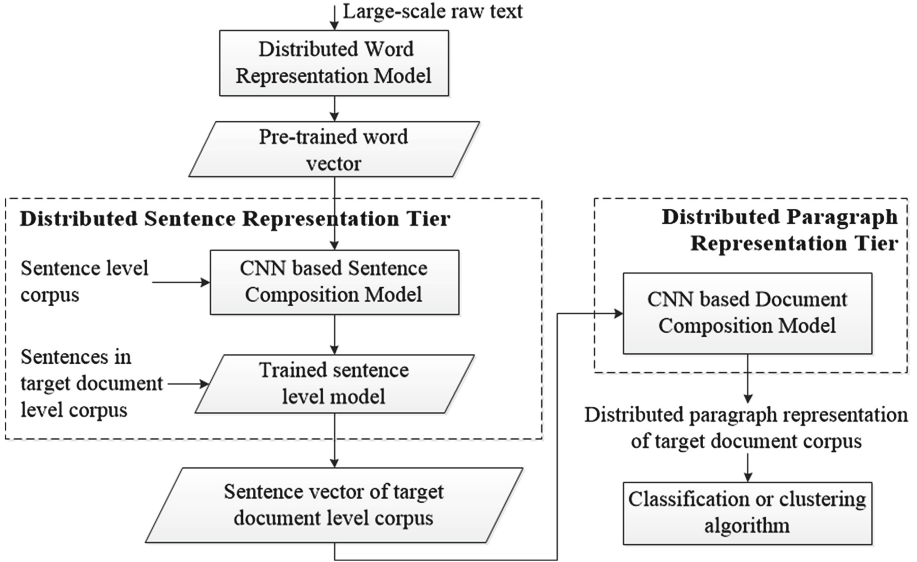 Large-scale raw text
Distributed Word
Representation Model
Pre-trained word
vector
Distributed Sentence Representation Tier
Sentence level
corpus
CNN based Sentence
Composition Model
Sentences in
target document
level corpus
Trained sentence
level model
Sentence vector of target
document level corpus
Distributed Paragraph
Representation Tier
CNN based Document
Composition Model
Distributed paragraph representation
of target document corpus
Classification or clustering
algorithm